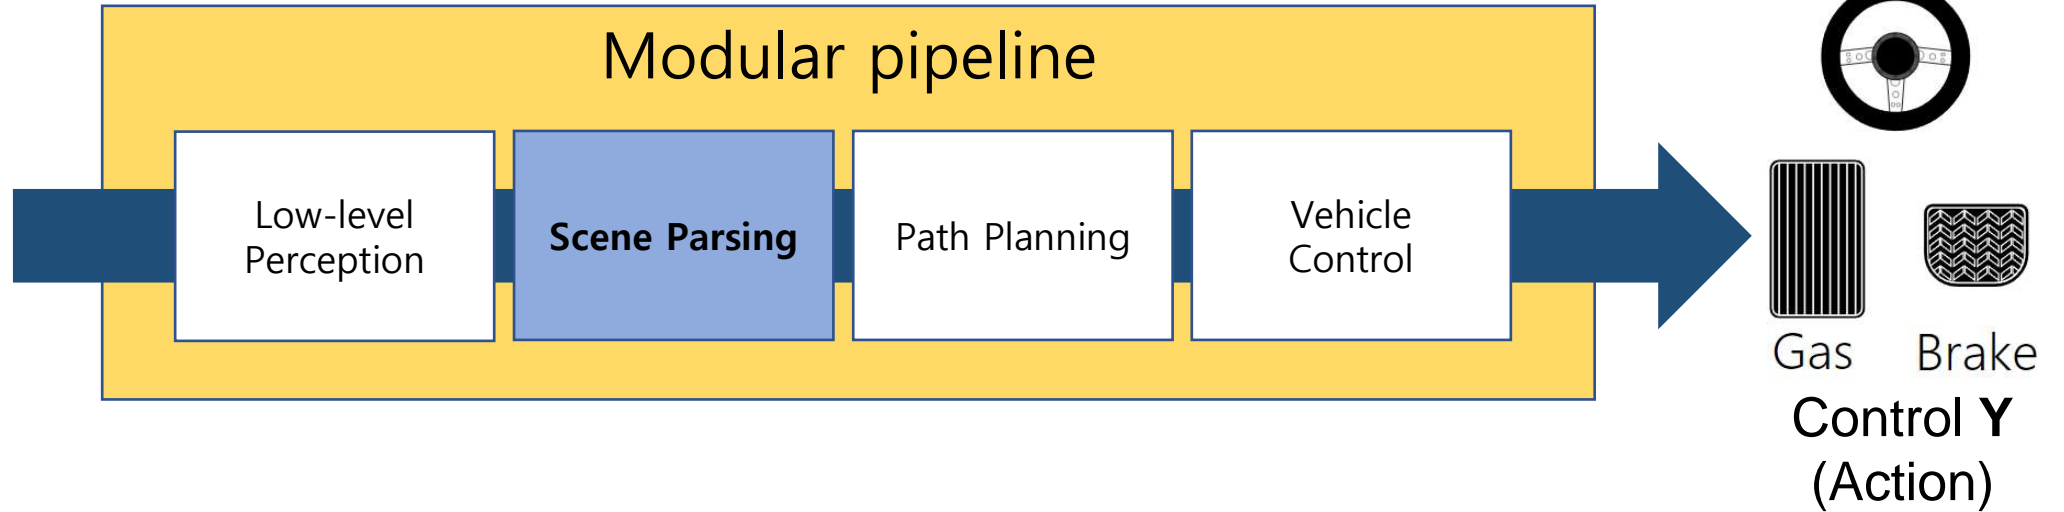 Modular pipeline
Low-level
Perception
Scene Parsing
Path Planning
Vehicle
Control
Gas
Brake
Control Y
(Action)